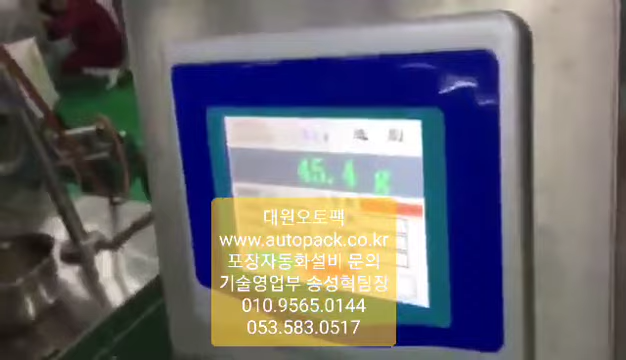 45.4 g
대원오토팩
www.autopack.co.kr
포장자동화설비 문의
기술영업부 송성혁팀장
010.9565.0144
053.583.0517